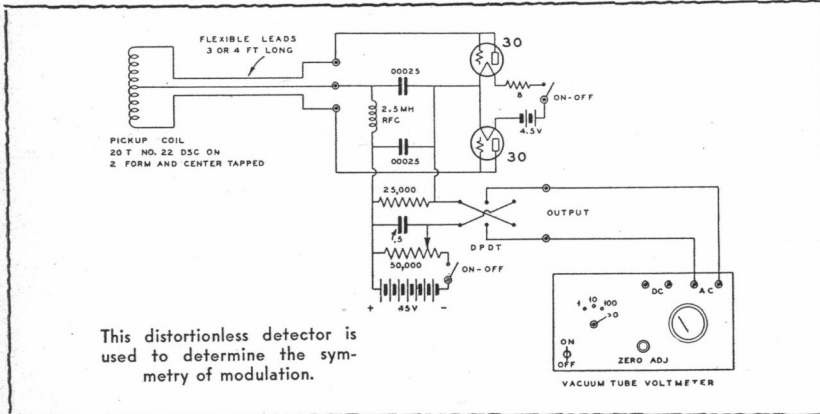 FLEXIBLE LEADS
3 OR 4 FT LONG
30
00025
8
ON-OFF
2.5MH
RFC
4.5V
PICKUP COIL
20 T NO. 22 DSC ON
2 FORM AND CENTER TAPPED
00025
30
25,000
OUTPUT
.5
DPDT
50,000
ON-OFF
+ 45V -
DC AC
1 10 100
30
ON
OFF
ZERO ADJ
VACUUM TUBE VOLTMETER
This distortionless detector is
used to determine the sym-
metry of modulation.